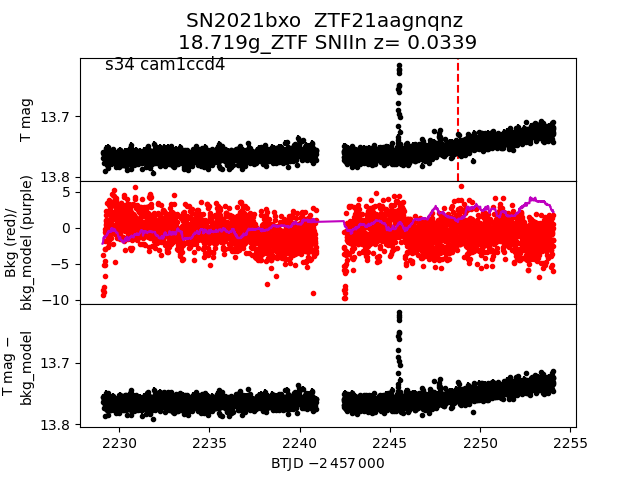 SN2021bxo  ZTF21aagnqnz
18.719g_ZTF SNIIn z= 0.0339
s34 cam1ccd4
T mag
13.7
13.8
Bkg (red)/
bkg_model (purple)
5
0
−5
−10
T mag −
bkg_model
13.7
13.8
2230 2235 2240 2245 2250 2255
BTJD −2 457 000